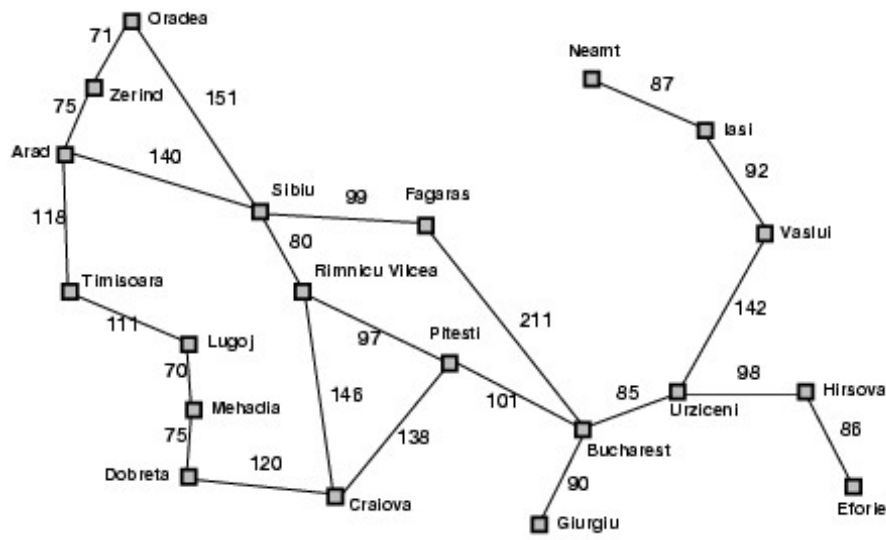 Oradea
71
Neamt
87
Zerind
151
75
Iasi
Arad
140
92
Sibiu
99
Fagaras
118
Vaslui
80
Timisoara
Rimnicu Vilcea
142
111
Lugoj
97
Pitesti
211
70
98
Hirsova
146
101
85
Urziceni
Mehadia
86
75
138
Bucharest
Dobreta
120
90
Craiova
Eforie
Giurgiu